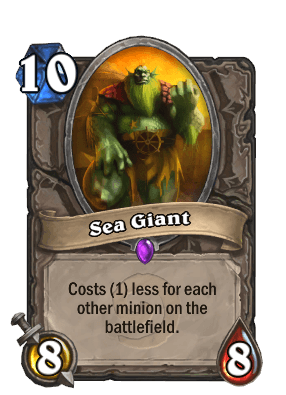 10
Sea Giant
Costs (1) less for each
other minion on the
battlefield.
8 8